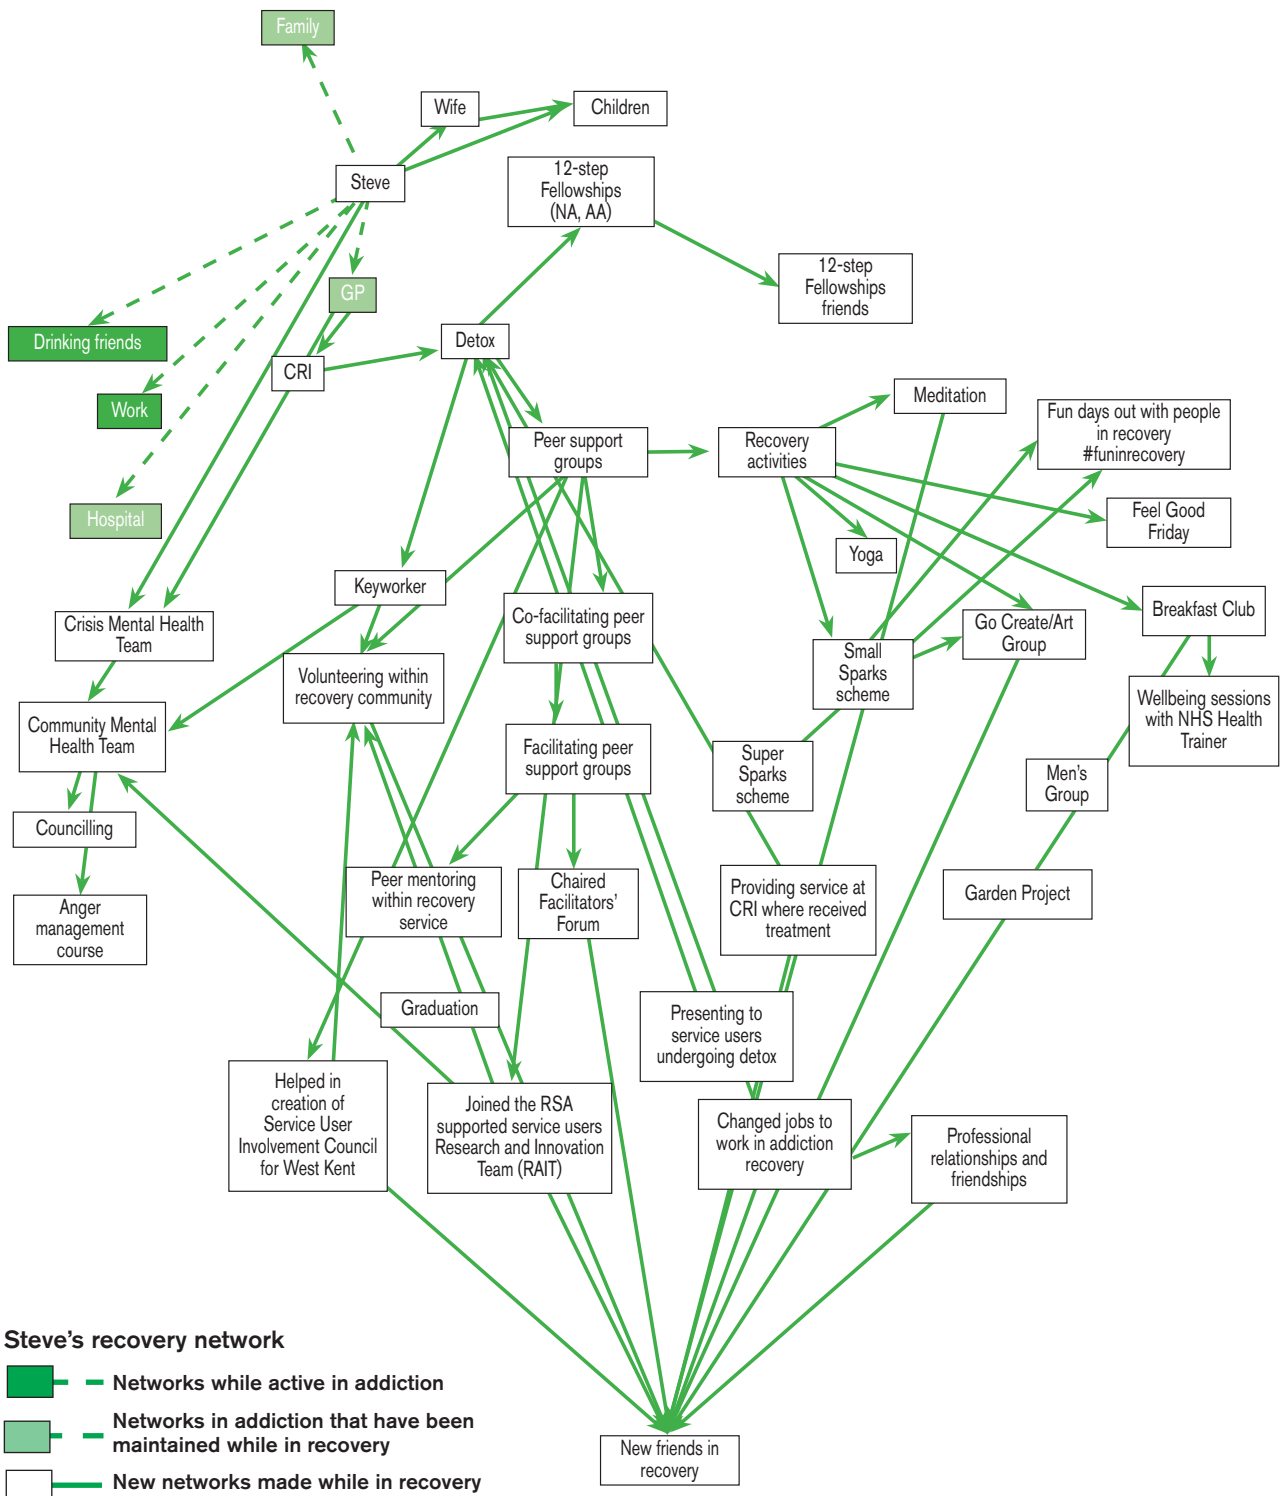 Family
Wife
Children
Steve
12-step
Fellowships
(NA, AA)
12-step
Fellowships
friends
GP
Drinking friends
Detox
CRI
Work
Meditation
Fun days out with people
in recovery
#funinrecovery
Peer support
groups
Recovery
activities
Hospital
Feel Good
Friday
Yoga
Keyworker
Crisis Mental Health
Team
Co-facilitating peer
support groups
Breakfast Club
Go Create/Art
Group
Small
Sparks
scheme
Volunteering within
recovery community
Community Mental
Health Team
Wellbeing sessions
with NHS Health
Trainer
Facilitating peer
support groups
Super
Sparks
scheme
Men's
Group
Councilling
Peer mentoring
within recovery
service
Chaired
Facilitators'
Forum
Providing service at
CRI where received
treatment
Garden Project
Anger
management
course
Graduation
Presenting to
service users
undergoing detox
Helped in
creation of
Service User
Involvement Council
for West Kent
Joined the RSA
supported service users
Research and Innovation
Team (RAIT)
Changed jobs to
work in addiction
recovery
Professional
relationships and
friendships
Steve's recovery network
Networks while active in addiction
Networks in addiction that have been
maintained while in recovery
New networks made while in recovery
New friends in
recovery